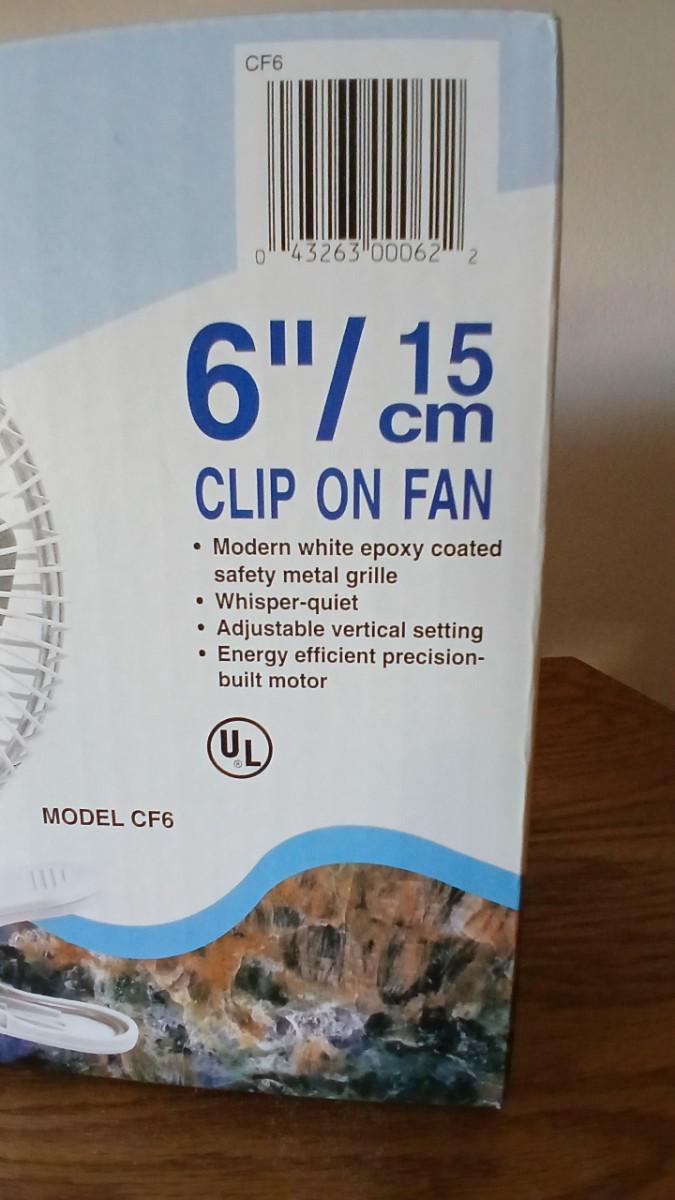 CF6
0 43263 00062 2
6"/ 15 cm
CLIP ON FAN
• Modern white epoxy coated
safety metal grille
• Whisper-quiet
• Adjustable vertical setting
• Energy efficient precision-
built motor
UL ®
MODEL CF6